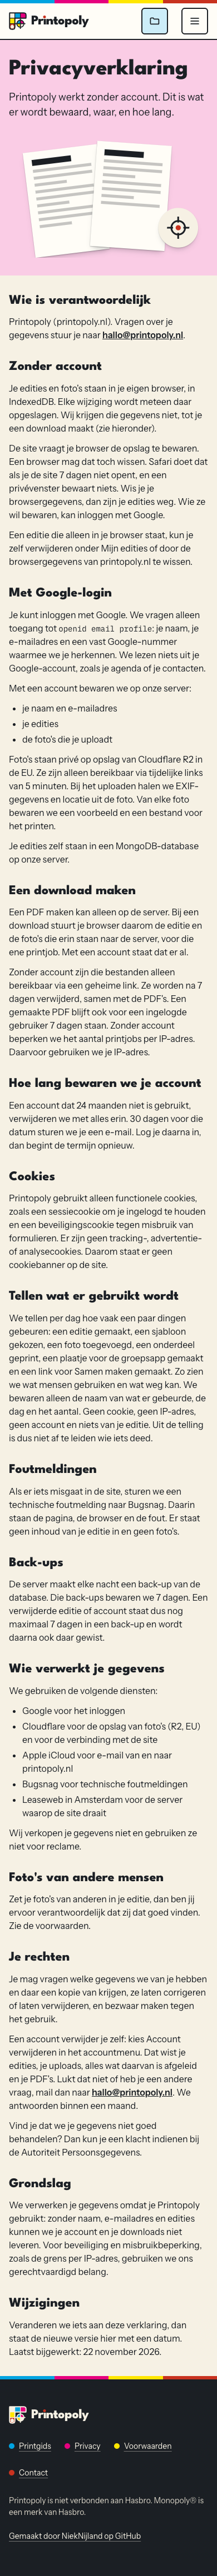 Printopoly
Privacyverklaring
Printopoly werkt zonder account. Dit is wat
er wordt bewaard, waar, en hoe lang.
Wie is verantwoordelijk
Printopoly (printopoly.nl). Vragen over je
gegevens stuur je naar hallo@printopoly.nl.
Zonder account
Je edities en foto's staan in je eigen browser, in
IndexedDB. Elke wijziging wordt meteen daar
opgeslagen. Wij krijgen die gegevens niet, tot je
een download maakt (zie hieronder).
De site vraagt je browser de opslag te bewaren.
Een browser mag dat toch wissen. Safari doet dat
als je de site 7 dagen niet opent, en een
privévenster bewaart niets. Wis je je
browsergegevens, dan zijn je edities weg. Wie ze
wil bewaren, kan inloggen met Google.
Een editie die alleen in je browser staat, kun je
zelf verwijderen onder Mijn edities of door de
browsergegevens van printopoly.nl te wissen.
Met Google-login
Je kunt inloggen met Google. We vragen alleen
toegang tot openid email profile: je naam, je
e-mailadres en een vast Google-nummer
waarmee we je herkennen. We lezen niets uit je
Google-account, zoals je agenda of je contacten.
Met een account bewaren we op onze server:
je naam en e-mailadres
je edities
de foto's die je uploadt
Foto's staan privé op opslag van Cloudflare R2 in
de EU. Ze zijn alleen bereikbaar via tijdelijke links
van 5 minuten. Bij het uploaden halen we EXIF-
gegevens en locatie uit de foto. Van elke foto
bewaren we een voorbeeld en een bestand voor
het printen.
Je edities zelf staan in een MongoDB-database
op onze server.
Een download maken
Een PDF maken kan alleen op de server. Bij een
download stuurt je browser daarom de editie en
de foto's die erin staan naar de server, voor die
ene printjob. Met een account staat dat er al.
Zonder account zijn die bestanden alleen
bereikbaar via een geheime link. Ze worden na 7
dagen verwijderd, samen met de PDF's. Een
gemaakte PDF blijft ook voor een ingelogde
gebruiker 7 dagen staan. Zonder account
beperken we het aantal printjobs per IP-adres.
Daarvoor gebruiken we je IP-adres.
Hoe lang bewaren we je account
Een account dat 24 maanden niet is gebruikt,
verwijderen we met alles erin. 30 dagen voor die
datum sturen we je een e-mail. Log je daarna in,
dan begint de termijn opnieuw.
Cookies
Printopoly gebruikt alleen functionele cookies,
zoals een sessiecookie om je ingelogd te houden
en een beveiligingscookie tegen misbruik van
formulieren. Er zijn geen tracking-, advertentie-
of analysecookies. Daarom staat er geen
cookiebanner op de site.
Tellen wat er gebruikt wordt
We tellen per dag hoe vaak een paar dingen
gebeuren: een editie gemaakt, een sjabloon
gekozen, een foto toegevoegd, een onderdeel
geprint, een plaatje voor de groepsapp gemaakt
en een link voor Samen maken gemaakt. Zo zien
we wat mensen gebruiken en wat weg kan. We
bewaren alleen de naam van wat er gebeurde, de
dag en het aantal. Geen cookie, geen IP-adres,
geen account en niets van je editie. Uit de telling
is dus niet af te leiden wie iets deed.
Foutmeldingen
Als er iets misgaat in de site, sturen we een
technische foutmelding naar Bugsnag. Daarin
staan de pagina, de browser en de fout. Er staat
geen inhoud van je editie in en geen foto's.
Back-ups
De server maakt elke nacht een back-up van de
database. Die back-ups bewaren we 7 dagen. Een
verwijderde editie of account staat dus nog
maximaal 7 dagen in een back-up en wordt
daarna ook daar gewist.
Wie verwerkt je gegevens
We gebruiken de volgende diensten:
Google voor het inloggen
Cloudflare voor de opslag van foto's (R2, EU)
en voor de verbinding met de site
Apple iCloud voor e-mail van en naar
printopoly.nl
Bugsnag voor technische foutmeldingen
Leaseweb in Amsterdam voor de server
waarop de site draait
Wij verkopen je gegevens niet en gebruiken ze
niet voor reclame.
Foto's van andere mensen
Zet je foto's van anderen in je editie, dan ben jij
ervoor verantwoordelijk dat zij dat goed vinden.
Zie de voorwaarden.
Je rechten
Je mag vragen welke gegevens we van je hebben
en daar een kopie van krijgen, ze laten corrigeren
of laten verwijderen, en bezwaar maken tegen
het gebruik.
Een account verwijder je zelf: kies Account
verwijderen in het accountmenu. Dat wist je
edities, je uploads, alles wat daarvan is afgeleid
en je PDF's. Lukt dat niet of heb je een andere
vraag, mail dan naar hallo@printopoly.nl. We
antwoorden binnen een maand.
Vind je dat we je gegevens niet goed
behandelen? Dan kun je een klacht indienen bij
de Autoriteit Persoonsgegevens.
Grondslag
We verwerken je gegevens omdat je Printopoly
gebruikt: zonder naam, e-mailadres en edities
kunnen we je account en je downloads niet
leveren. Voor beveiliging en misbruikbeperking,
zoals de grens per IP-adres, gebruiken we ons
gerechtvaardigd belang.
Wijzigingen
Veranderen we iets aan deze verklaring, dan
staat de nieuwe versie hier met een datum.
Laatst bijgewerkt: 22 november 2026.
Printopoly
Printgids
Privacy
Voorwaarden
Contact
Printopoly is niet verbonden aan Hasbro. Monopoly® is
een merk van Hasbro.
Gemaakt door NiekNijland op GitHub